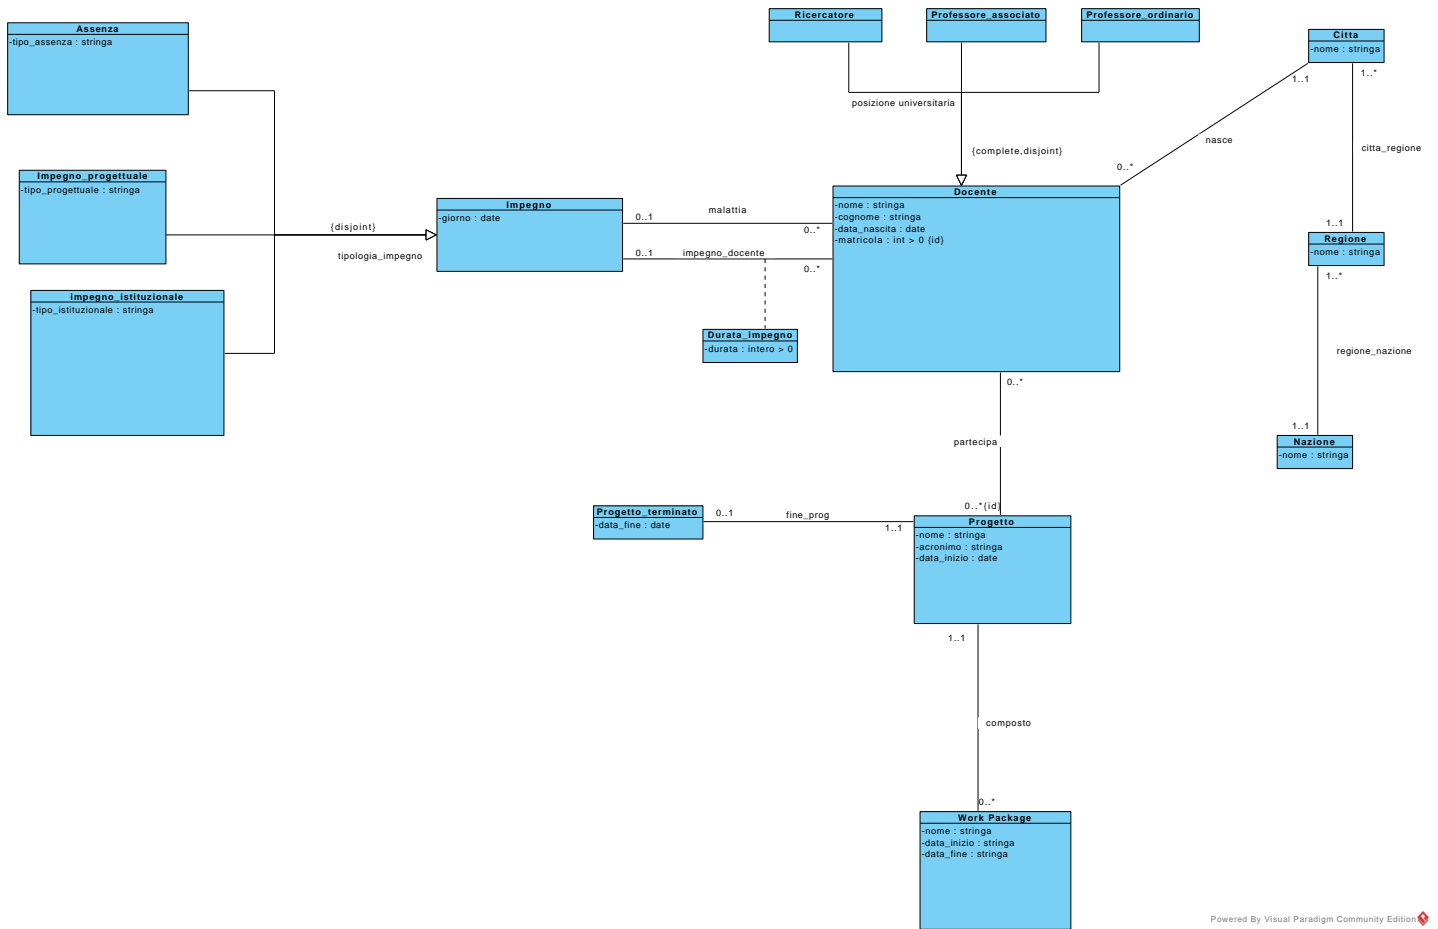 Assenza
-tipo_assenza : stringa
Impegno_progettuale
-tipo_progettuale : stringa
impegno_istituzionale
-tipo_istituzionale : stringa
{disjoint}
tipologia_impegno
Impegno
-giorno : date
0..1
malattia
0..*
0..1
impegno_docente
0..*
Durata_impegno
-durata : intero > 0
Ricercatore
Professore_associato
Professore_ordinario
posizione universitaria
{complete,disjoint}
Docente
-nome : stringa
-cognome : stringa
-data_nascita : date
-matricola : int > 0 {id}
0..*
nasce
1..1
Citta
-nome : stringa
1..*
citta_regione
1..1
Regione
-nome : stringa
1..*
regione_nazione
1..1
Nazione
-nome : stringa
0..*
partecipa
0..*{id}
Progetto_terminato
-data_fine : date
0..1
fine_prog
1..1
Progetto
-nome : stringa
-acronimo : stringa
-data_inizio : date
1..1
composto
0..*
Work Package
-nome : stringa
-data_inizio : stringa
-data_fine : stringa
Powered By Visual Paradigm Community Edition